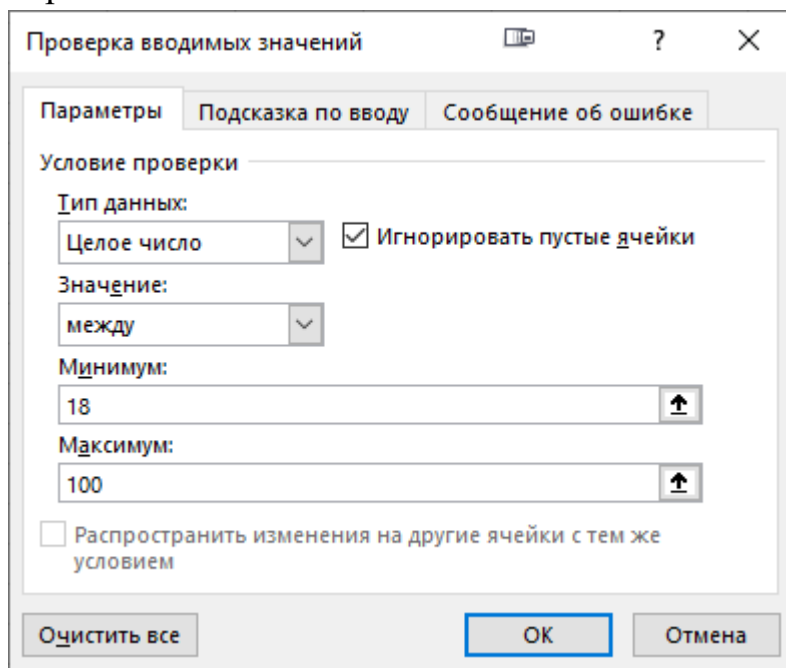 Проверка вводимых значений
?
Параметры Подсказка по вводу Сообщение об ошибке
Условие проверки
Тип данных:
Целое число Игнорировать пустые ячейки
Значение:
между
Минимум:
18
Максимум:
100
Распространить изменения на другие ячейки с тем же
условием
Очистить все ОК Отмена